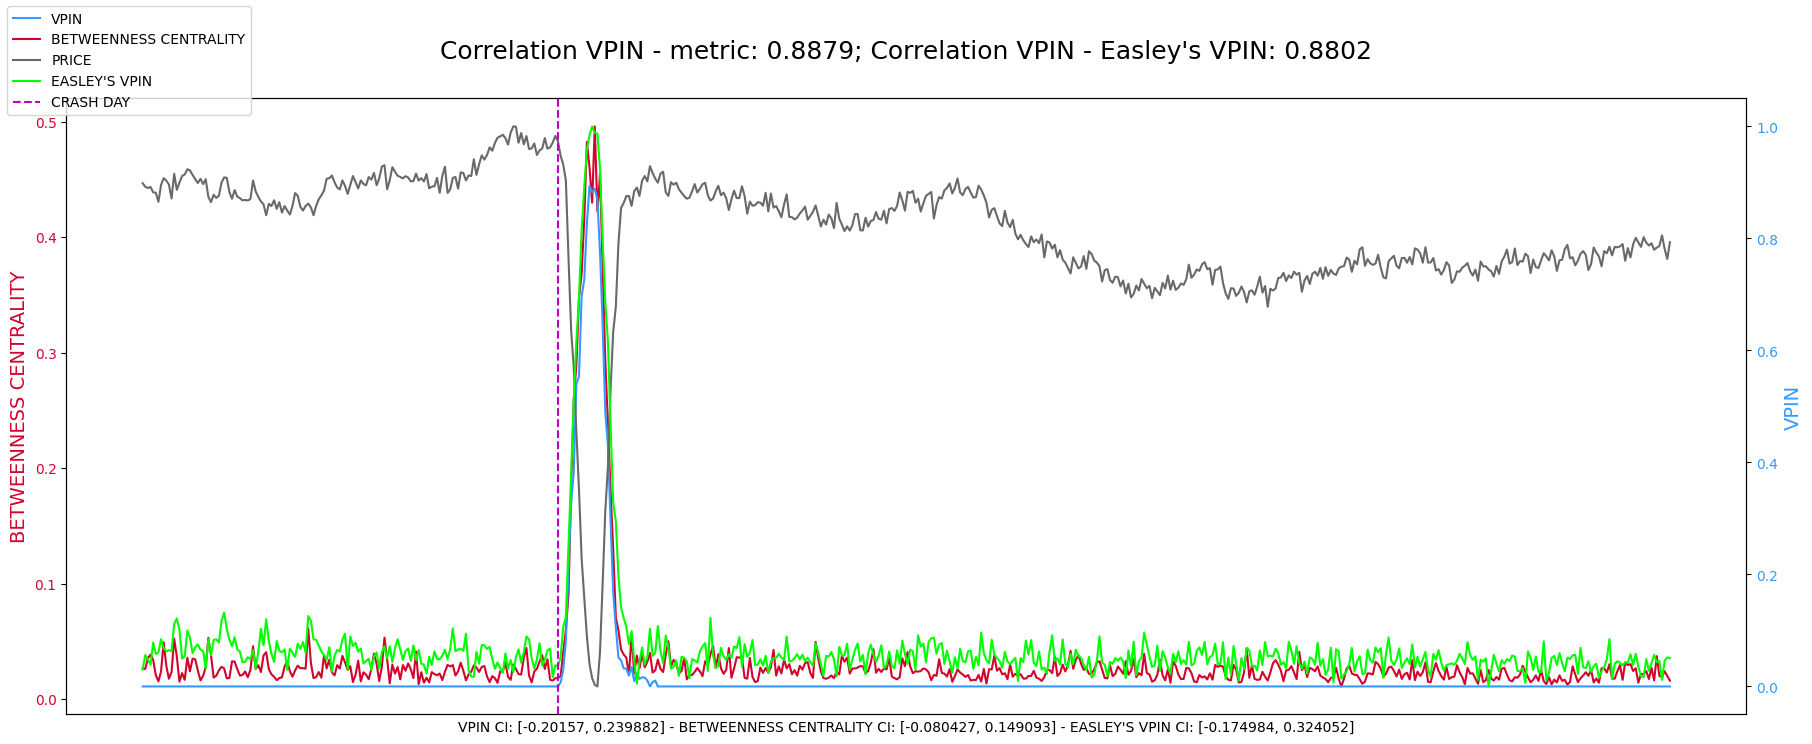 VPIN
BETWEENNESS CENTRALITY
PRICE
EASLEY'S VPIN
CRASH DAY
Correlation VPIN - metric: 0.8879; Correlation VPIN - Easley's VPIN: 0.8802
BETWEENNESS CENTRALITY
0.5
0.4
0.3
0.2
0.1
0.0
1.0
0.8
0.6
0.4
0.2
0.0
VPIN
VPIN CI: [-0.20157, 0.239882] - BETWEENNESS CENTRALITY CI: [-0.080427, 0.149093] - EASLEY'S VPIN CI: [-0.174984, 0.324052]